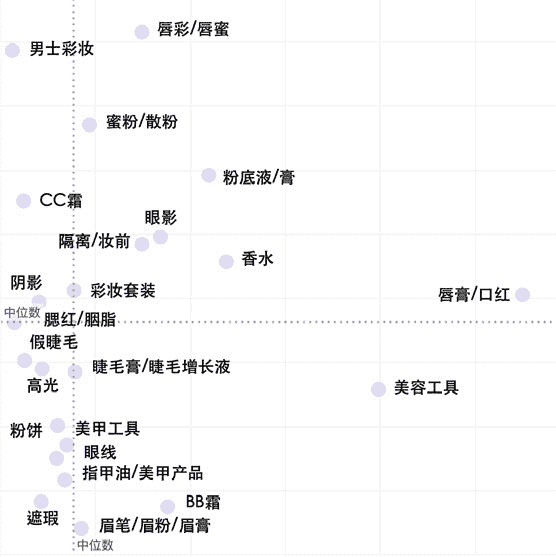 唇彩/唇蜜
男士彩妆
蜜粉/散粉
粉底液/膏
CC霜
眼影
隔离/妆前
香水
阴影
彩妆套装
唇膏/口红
中位数
腮红/胭脂
假睫毛
睫毛膏/睫毛增长液
高光
美容工具
粉饼
美甲工具
眼线
指甲油/美甲产品
BB霜
遮瑕
眉笔/眉粉/眉膏
中位数